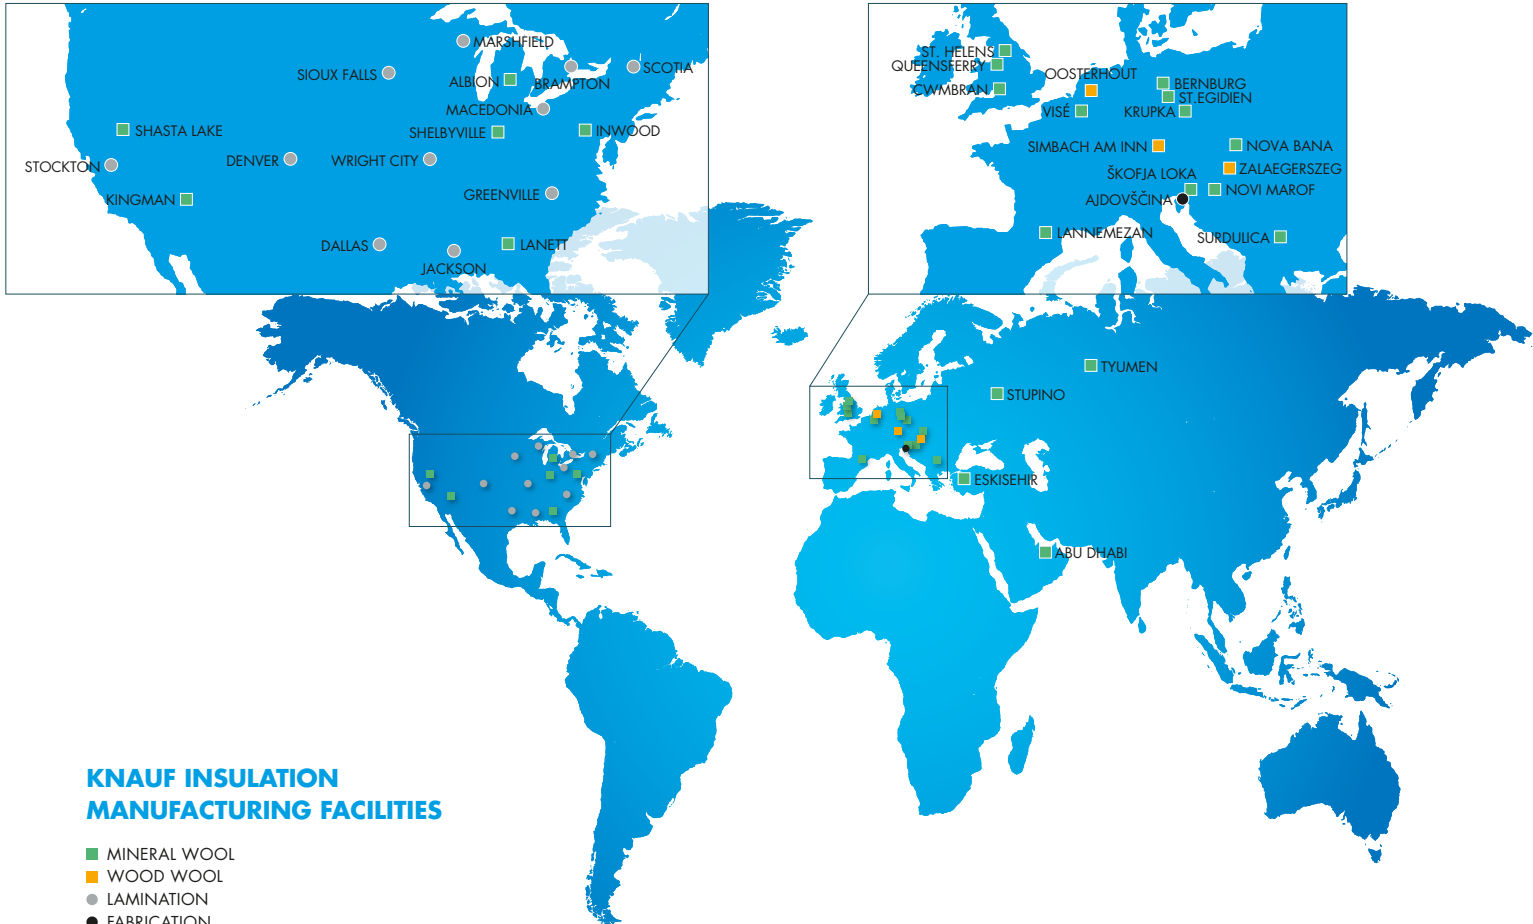 MARSHFIELD
SIOUX FALLS
ALBION
BRAMPTON
SCOTIA
MACEDONIA
SHASTA LAKE
SHELBYVILLE
INWOOD
STOCKTON
DENVER
WRIGHT CITY
KINGMAN
GREENVILLE
DALLAS
JACKSON
LANETT
ST. HELENS
QUEENSFERRY
OOSTERHOUT
CWMBRAN
BERNBURG
ST.EGIDIEN
VISÉ
KRUPKA
SIMBACH AM INN
NOVA BANA
ZALAEGERSZEG
ŠKOFJA LOKA
NOVI MAROF
AJDOVŠČINA
LANNEMEZAN
SURDULICA
TYUMEN
STUPINO
ESKISEHIR
ABU DHABI
KNAUF INSULATION
MANUFACTURING FACILITIES
MINERAL WOOL
WOOD WOOL
LAMINATION
FABRICATION